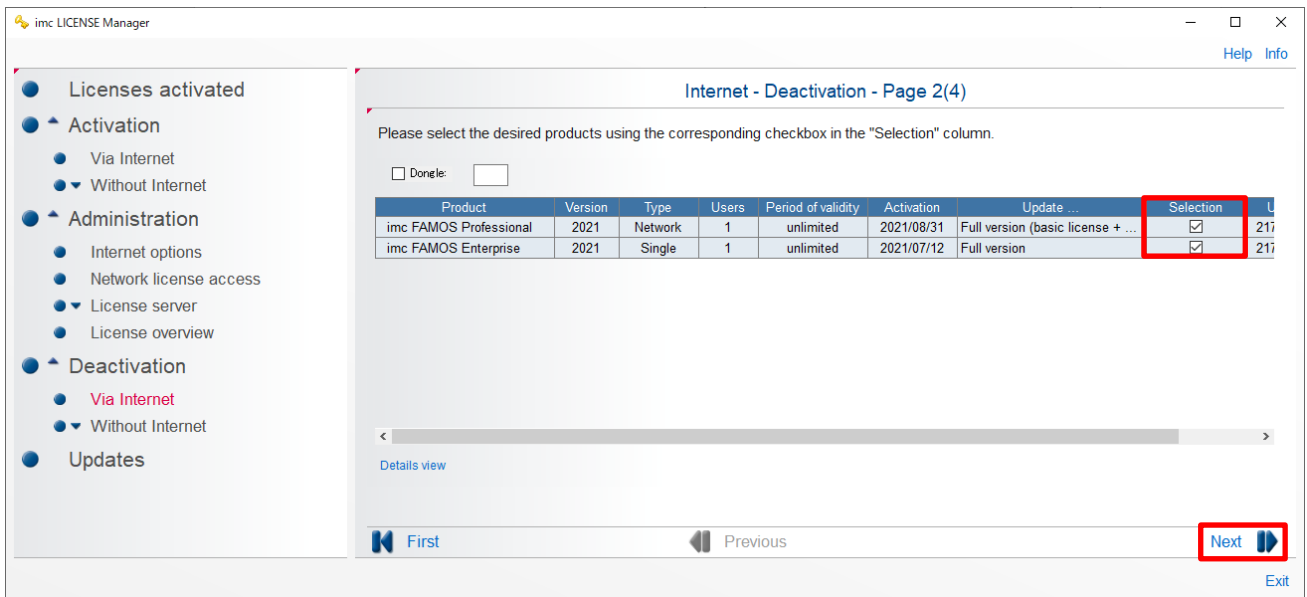 imc LICENSE Manager
Help Info
Licenses activated
Activation
Via Internet
Without Internet
Administration
Internet options
Network license access
License server
License overview
Deactivation
Via Internet
Without Internet
Updates
Internet - Deactivation - Page 2(4)
Please select the desired products using the corresponding checkbox in the "Selection" column.
Dongle:
Product Version Type Users Period of validity Activation Update ... Selection U
imc FAMOS Professional 2021 Network 1 unlimited 2021/08/31 Full version (basic license + ... 217
imc FAMOS Enterprise 2021 Single 1 unlimited 2021/07/12 Full version 217
Details view
First Previous Next
Exit